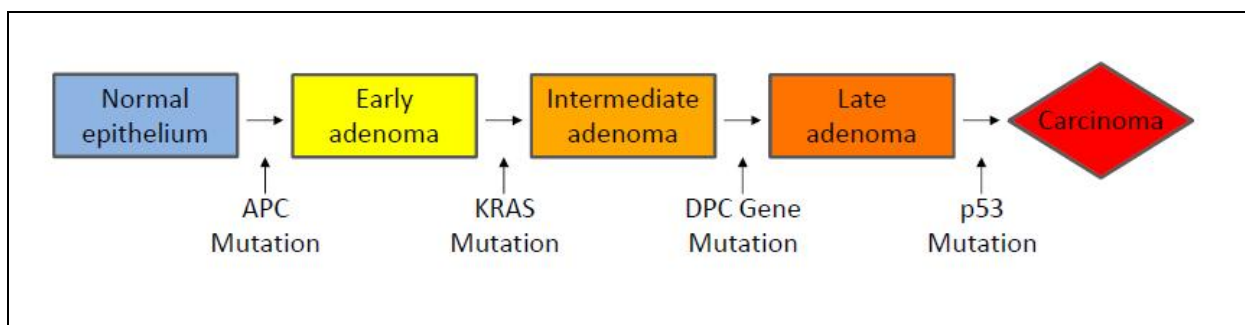 Normal
epithelium
Early
adenoma
Intermediate
adenoma
Late
adenoma
Carcinoma
APC
Mutation
KRAS
Mutation
DPC Gene
Mutation
p53
Mutation